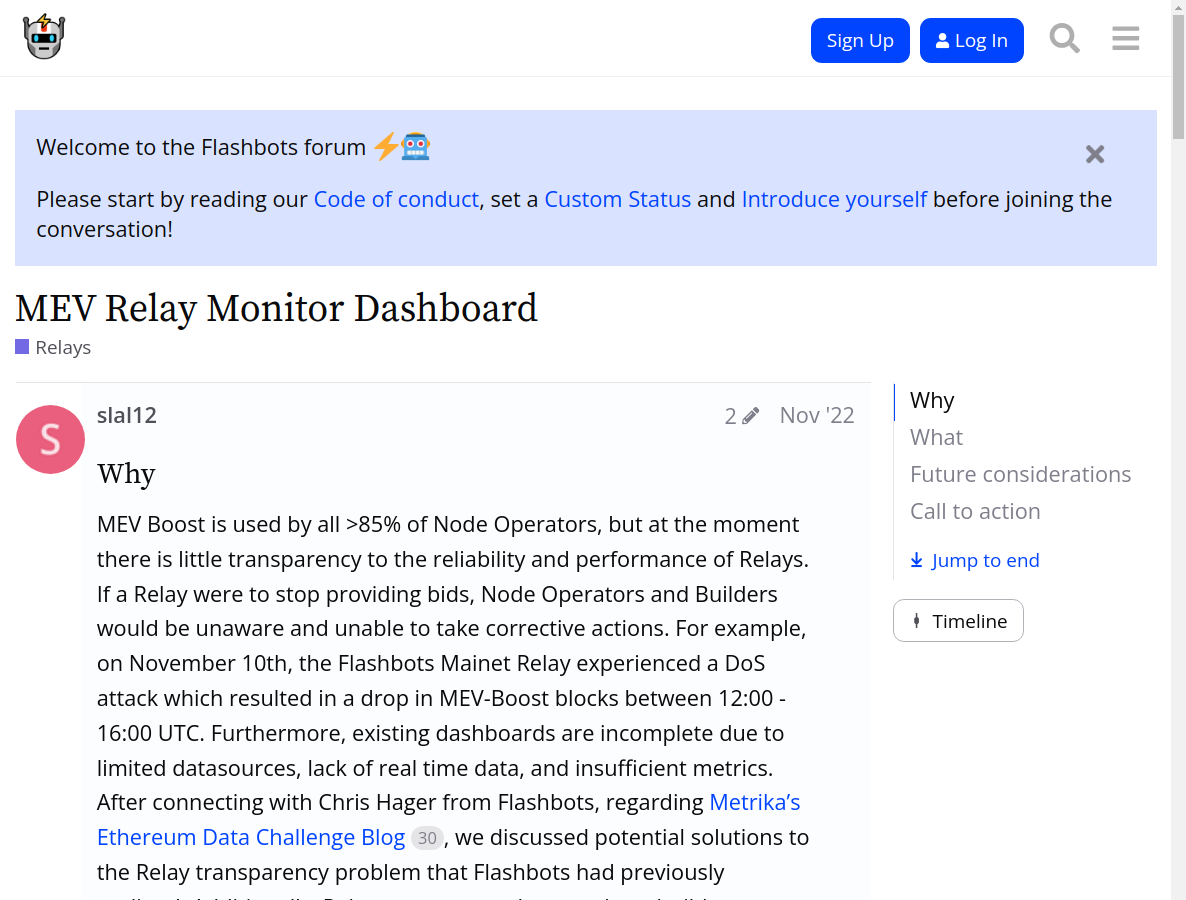 Sign Up
Log In
Welcome to the Flashbots forum
Please start by reading our Code of conduct, set a Custom Status and Introduce yourself before joining the
conversation!
MEV Relay Monitor Dashboard
Relays
S
slal12
2
Nov '22
Why
MEV Boost is used by all >85% of Node Operators, but at the moment
there is little transparency to the reliability and performance of Relays.
If a Relay were to stop providing bids, Node Operators and Builders
would be unaware and unable to take corrective actions. For example,
on November 10th, the Flashbots Mainet Relay experienced a DoS
attack which resulted in a drop in MEV-Boost blocks between 12:00 -
16:00 UTC. Furthermore, existing dashboards are incomplete due to
limited datasources, lack of real time data, and insufficient metrics.
After connecting with Chris Hager from Flashbots, regarding Metrika’s
Ethereum Data Challenge Blog 30, we discussed potential solutions to
the Relay transparency problem that Flashbots had previously
Why
What
Future considerations
Call to action
Jump to end
Timeline